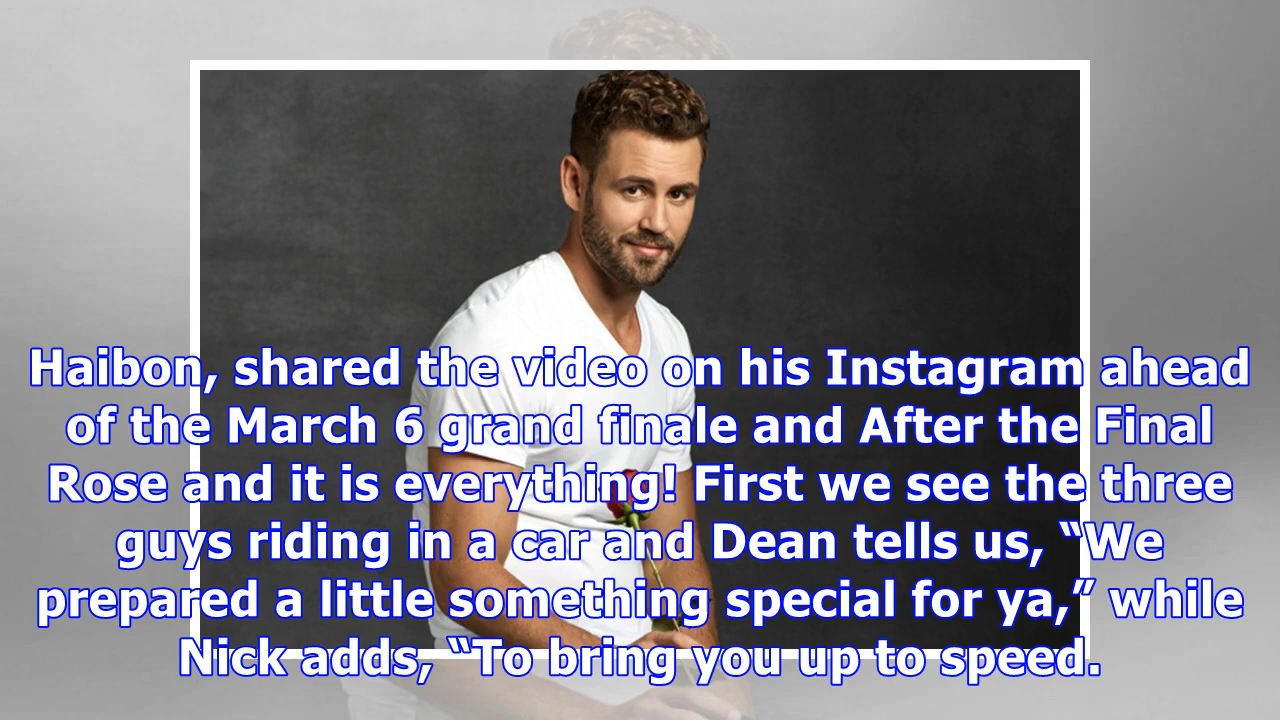 Haibon, shared the video on his Instagram ahead
of the March 6 grand finale and After the Final
Rose and it is everything! First we see the three
guys riding in a car and Dean tells us, “We
prepared a little something special for ya,” while
Nick adds, “To bring you up to speed.